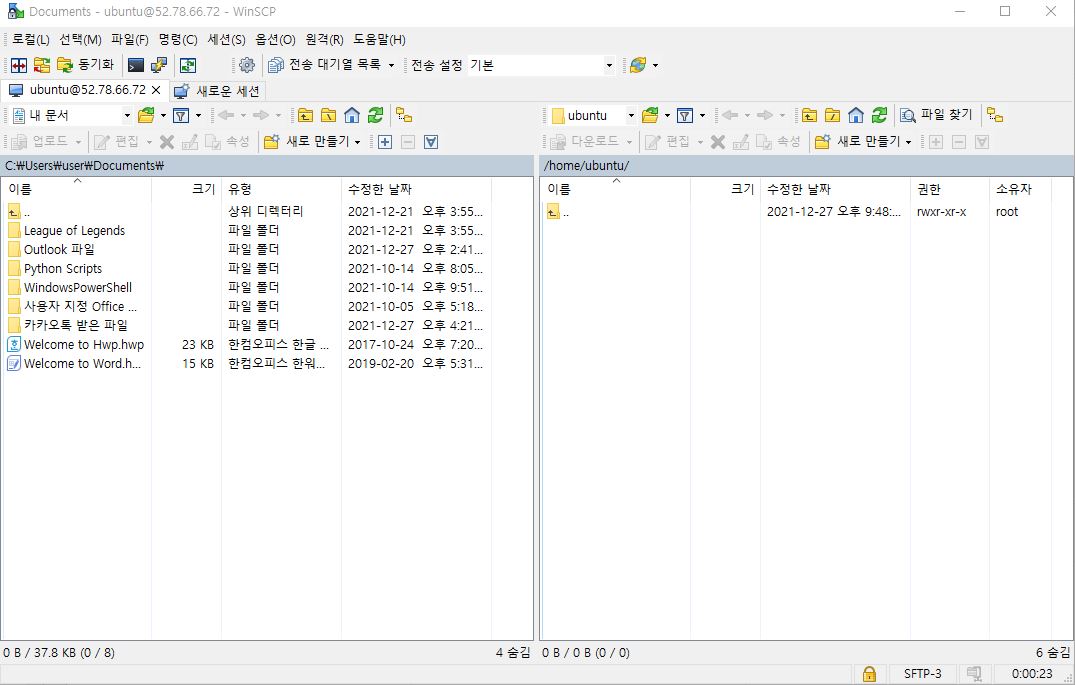 Documents - ubuntu@52.78.66.72 - WinSCP
로컬(L) 선택(M) 파일(F) 명령(C) 세션(S) 옵션(O) 원격(R) 도움말(H)
동기화 전송 대기열 목록 전송 설정 기본
ubuntu@52.78.66.72 새로운 세션
내 문서 ubuntu 파일 찾기
업로드 편집 속성 새로 만들기 다운로드 편집 속성 새로 만들기
C:₩Users₩user₩Documents₩ /home/ubuntu/
이름 크기 유형 수정한 날짜 이름 크기 수정한 날짜 권한 소유자
.. 상위 디렉터리 2021-12-21 오후 3:55... .. 2021-12-27 오후 9:48:... rwxr-xr-x root
League of Legends 파일 폴더 2021-12-21 오후 3:55...
Outlook 파일 파일 폴더 2021-12-27 오후 2:41...
Python Scripts 파일 폴더 2021-10-14 오후 8:05...
WindowsPowerShell 파일 폴더 2021-10-14 오후 9:51...
사용자 지정 Office ... 파일 폴더 2021-10-05 오후 5:18...
카카오톡 받은 파일 파일 폴더 2021-12-27 오후 4:21...
Welcome to Hwp.hwp 23 KB 한컴오피스 한글 ... 2017-10-24 오후 7:20...
Welcome to Word.h... 15 KB 한컴오피스 한워... 2019-02-20 오후 5:31...
0 B / 37.8 KB (0 / 8) 4 숨김 0 B / 0 B (0 / 0) 6 숨김
SFTP-3 0:00:23